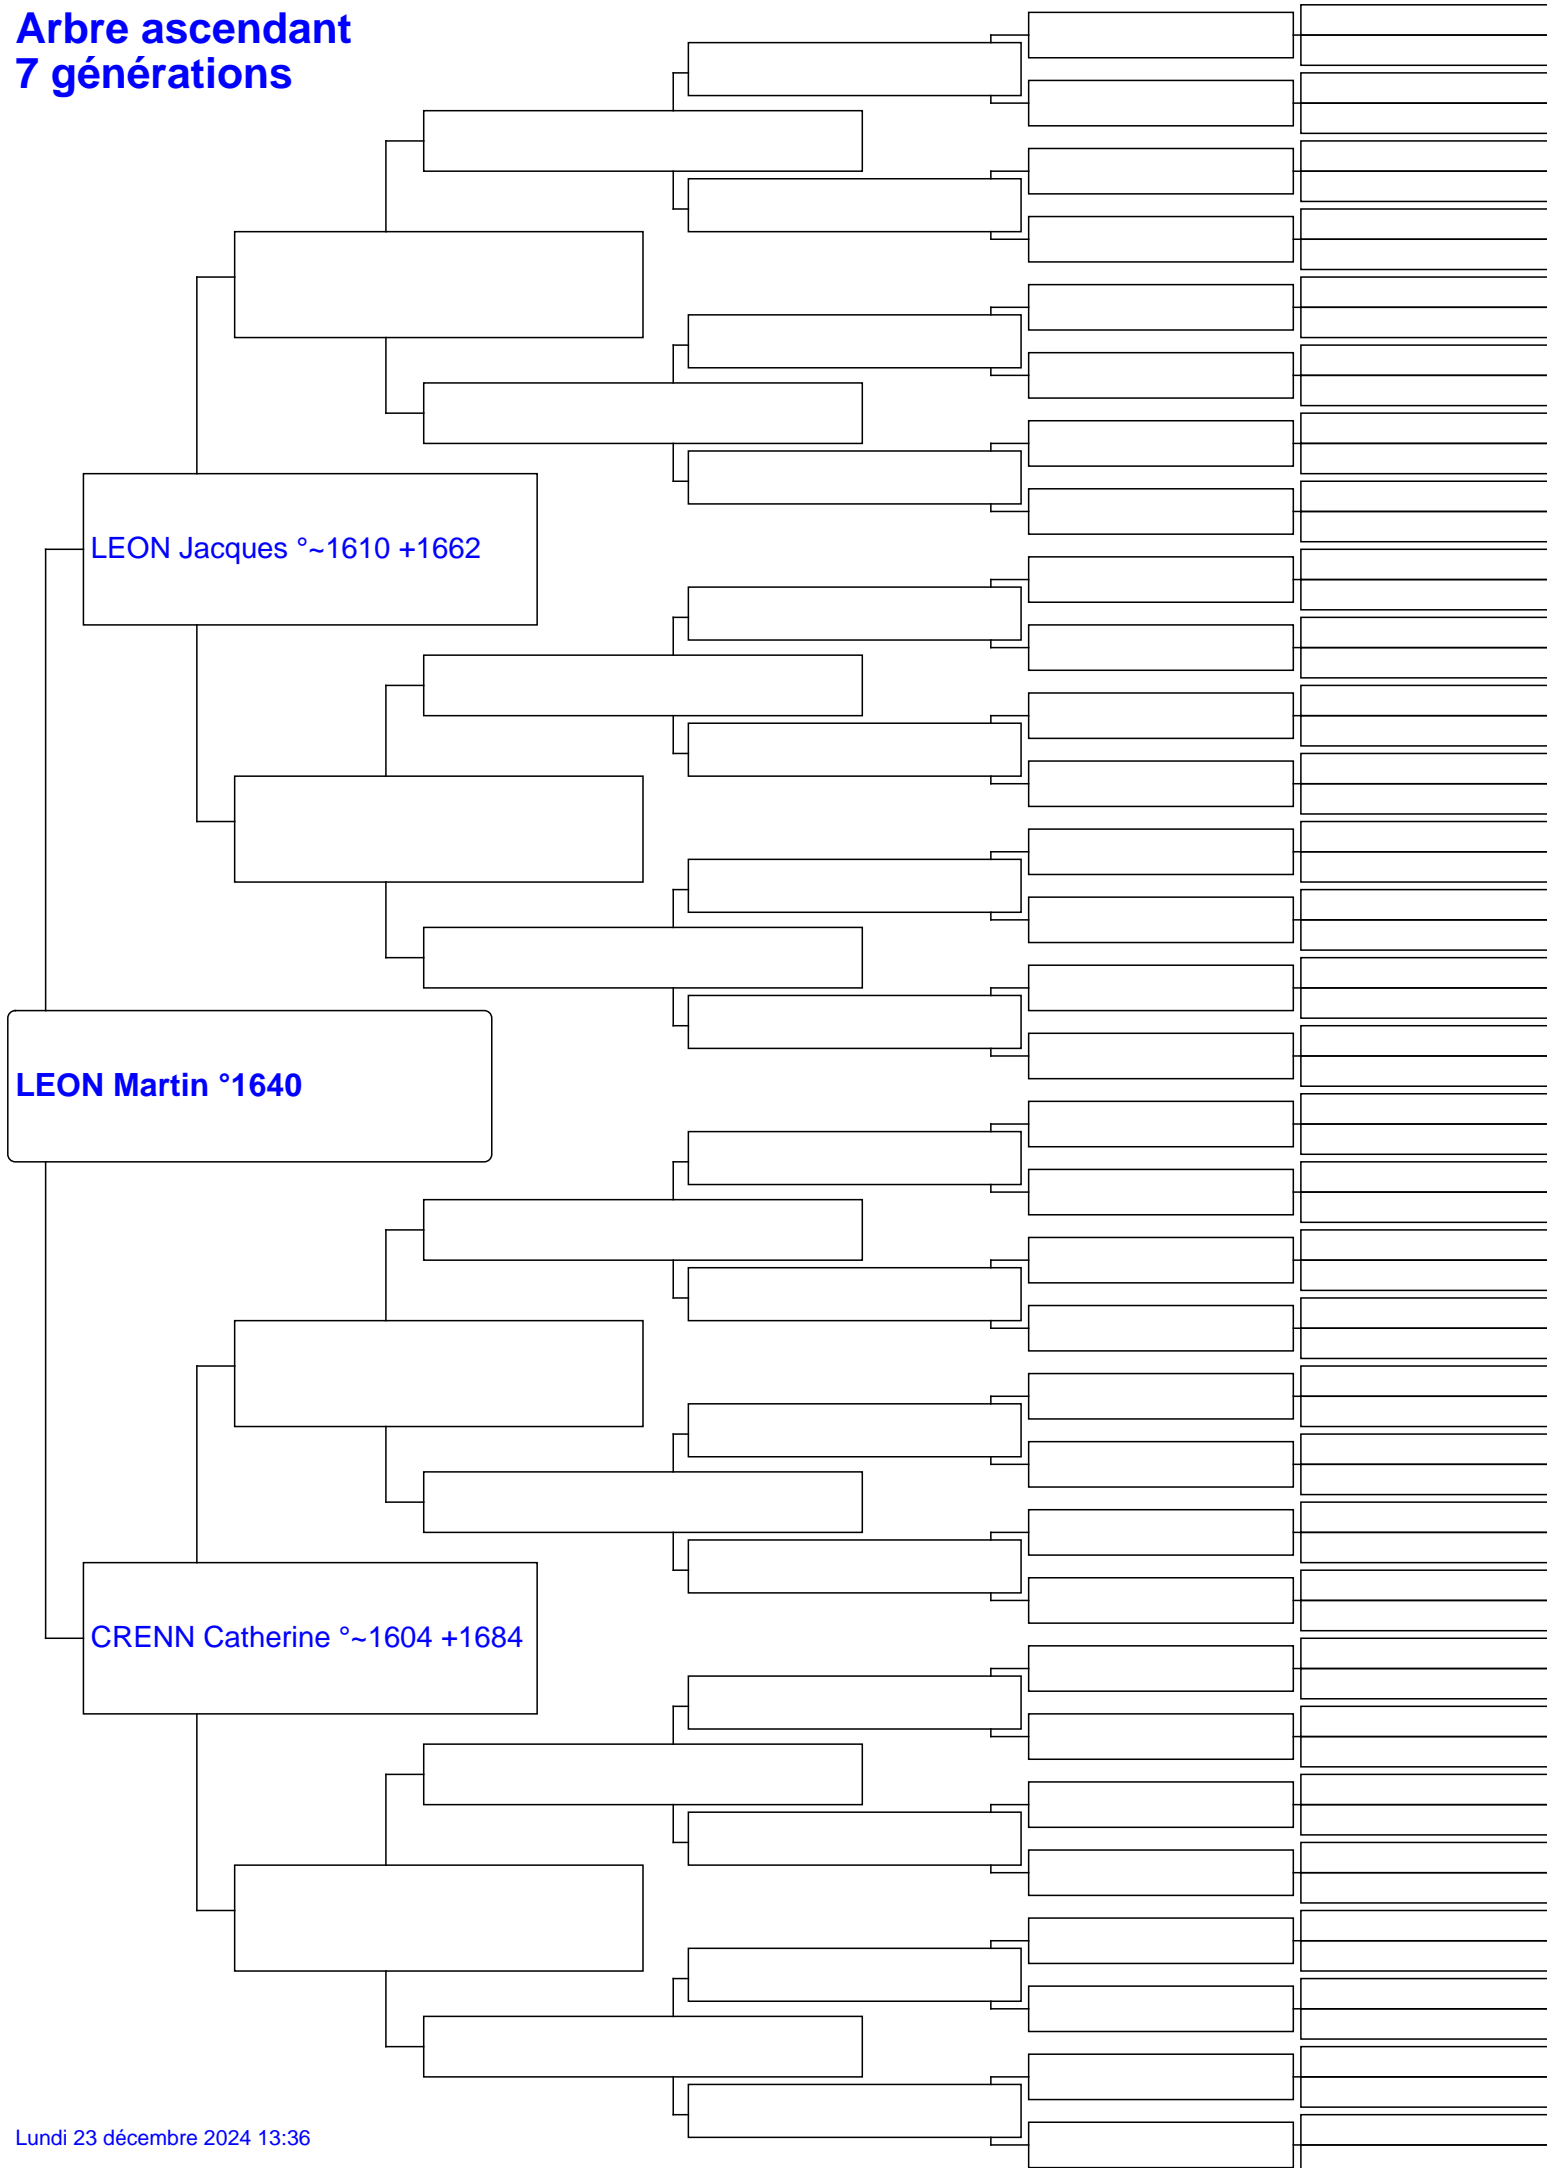 Arbre ascendant
7 générations
LEON Jacques °~1610 +1662
LEON Martin °1640
CRENN Catherine °~1604 +1684
Lundi 23 décembre 2024 13:36